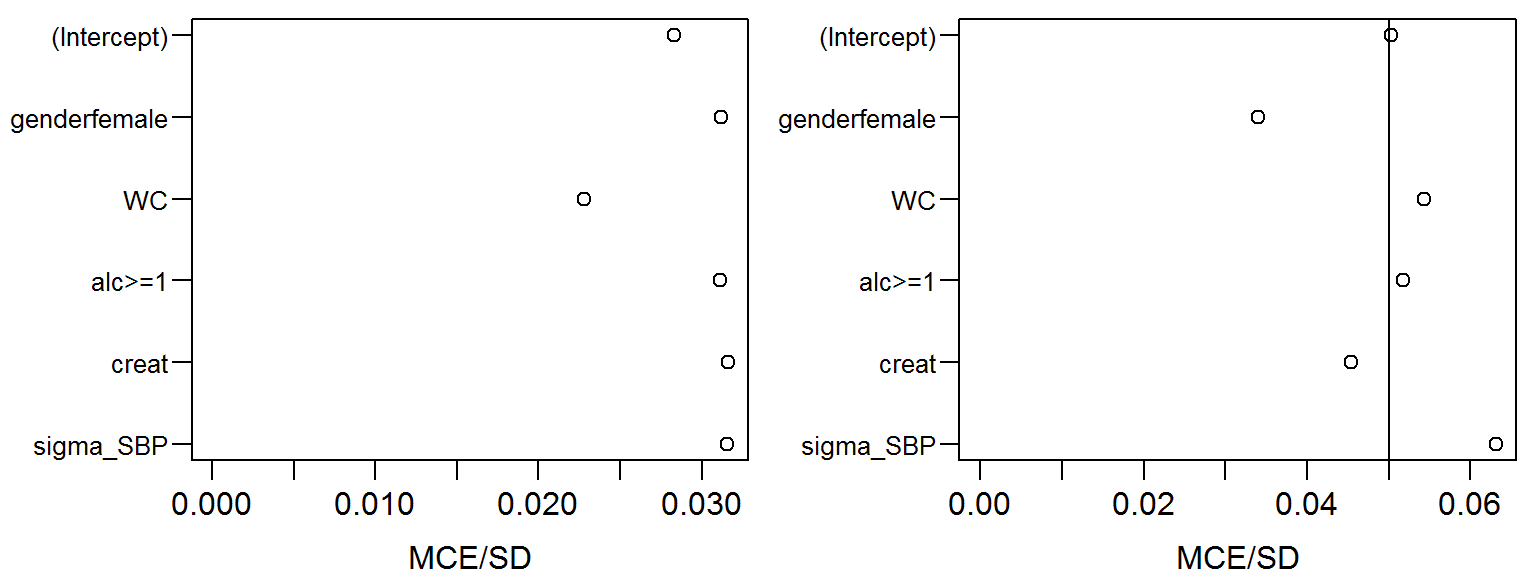 (Intercept)
genderfemale
WC
alc>=1
creat
sigma_SBP
0.000 0.010 0.020 0.030
MCE/SD
(Intercept)
genderfemale
WC
alc>=1
creat
sigma_SBP
0.00 0.02 0.04 0.06
MCE/SD